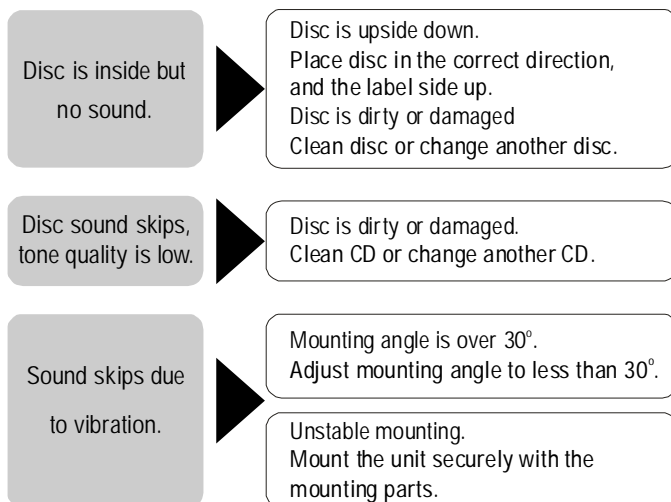 Disc is inside but
no sound.
Disc is upside down.
Place disc in the correct direction,
and the label side up.
Disc is dirty or damaged
Clean disc or change another disc.
Disc sound skips,
tone quality is low.
Disc is dirty or damaged.
Clean CD or change another CD.
Sound skips due
to vibration.
Mounting angle is over 30°.
Adjust mounting angle to less than 30°.
Unstable mounting.
Mount the unit securely with the
mounting parts.